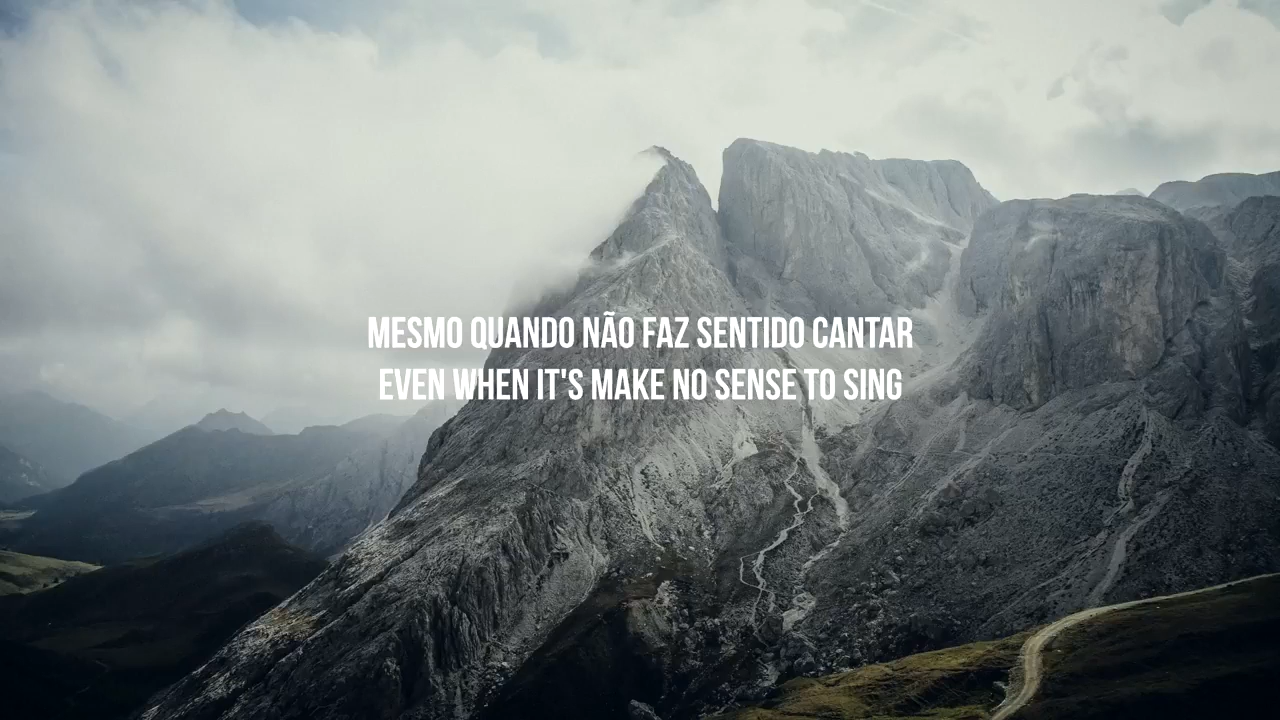 MESMO QUANDO NÃO FAZ SENTIDO CANTAR
EVEN WHEN IT'S MAKE NO SENSE TO SING